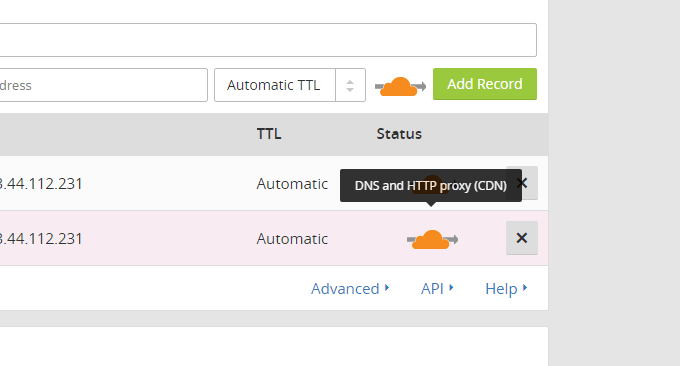 dress
Automatic TTL
Add Record
TTL Status
3.44.112.231 Automatic
DNS and HTTP proxy (CDN)
×
.44.112.231 Automatic ×
Advanced API Help